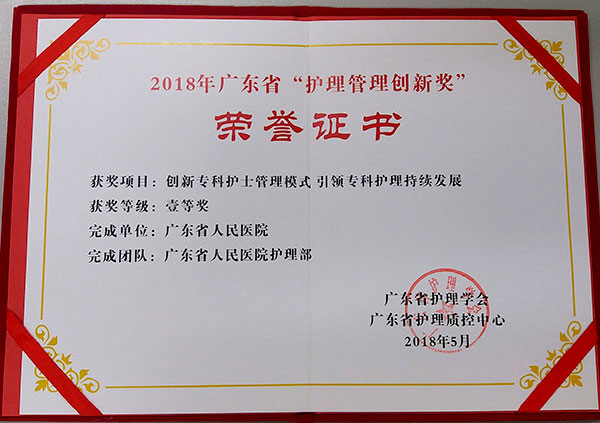 2018年广东省“护理管理创新奖”
荣誉证书
获奖项目：创新专科护士管理模式 引领专科护理持续发展
获奖等级：壹等奖
完成单位：广东省人民医院
完成团队：广东省人民医院护理部
广东省护理学会
广东省护理质控中心
2018年5月